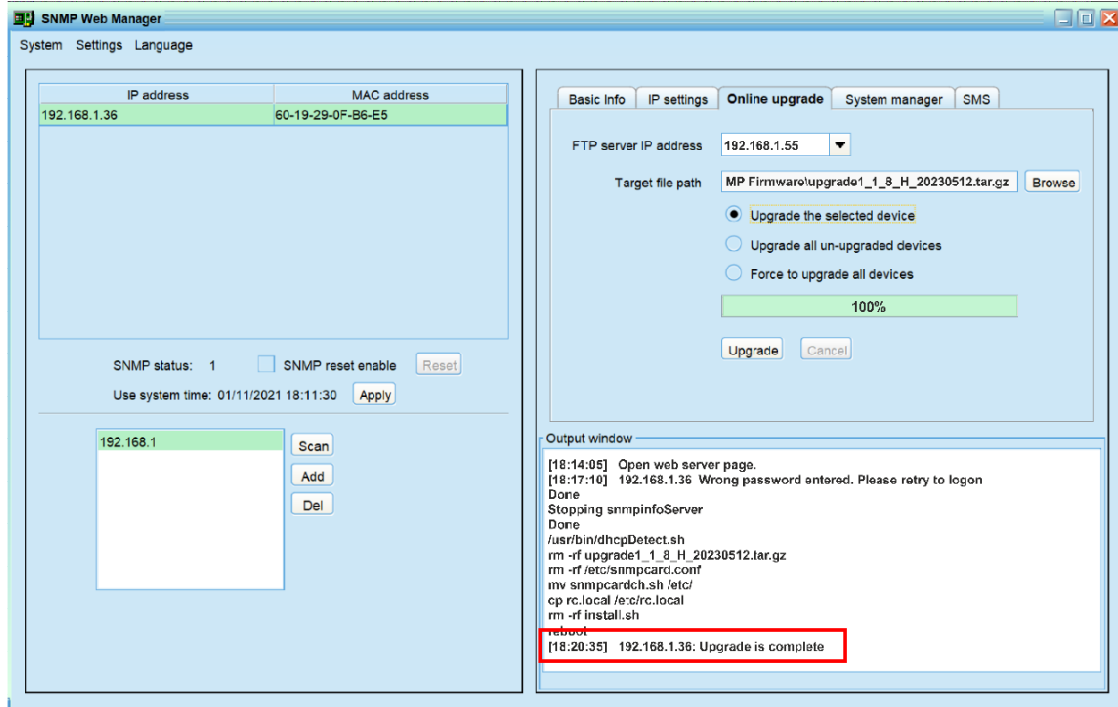 SNMP Web Manager
System Settings Language
IP address MAC address
192.168.1.36 60-19-29-0F-B6-E5
SNMP status: 1 SNMP reset enable Reset
Use system time: 01/11/2021 18:11:30 Apply
192.168.1
Scan
Add
Del
Basic Info IP settings Online upgrade System manager SMS
FTP server IP address 192.168.1.55
Target file path MP Firmware\upgrade1_1_8_H_20230512.tar.gz Browse
Upgrade the selected device
Upgrade all un-upgraded devices
Force to upgrade all devices
100%
Upgrade Cancel
Output window
[18:14:05] Open web server page.
[18:17:10] 192.168.1.36 Wrong password entered. Please retry to logon
Done
Stopping snmpinfoServer
Done
/usr/bin/dhcpDetect.sh
rm -rf upgrade1_1_8_H_20230512.tar.gz
rm -rf /etc/snmpcard.conf
mv snmpcardch.sh /etc/
cp rc.local /etc/rc.local
rm -rf install.sh
reboot
[18:20:35] 192.168.1.36: Upgrade is complete